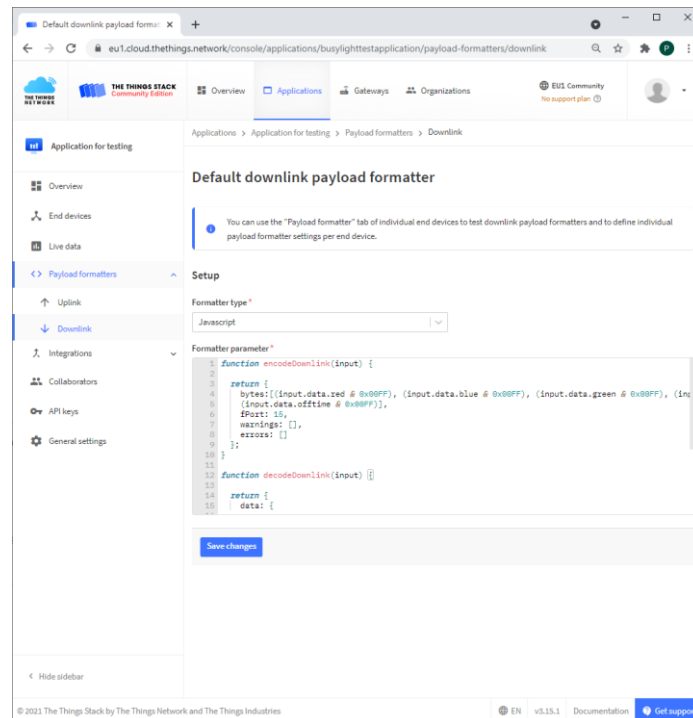 Default downlink payload format
eu1.cloud.thethings.network/console/applications/busylighttestapplication/payload-formatters/downlink
P
THE THINGS NETWORK
THE THINGS STACK
Community Edition
Overview
Applications
Gateways
Organizations
EU1 Community
No support plan
Application for testing
Overview
End devices
Live data
Payload formatters
Uplink
Downlink
Integrations
Collaborators
API keys
General settings
Hide sidebar
Applications > Application for testing > Payload formatters > Downlink
Default downlink payload formatter
You can use the "Payload formatter" tab of individual end devices to test downlink payload formatters and to define individual
payload formatter settings per end device.
Setup
Formatter type *
Javascript
Formatter parameter *
1 function encodeDownlink(input) {
2
3 return {
4 bytes:[(input.data.red & 0x00FF), (input.data.blue & 0x00FF), (input.data.green & 0x00FF), (inp
5 (input.data.offtime & 0x00FF)],
6 fPort: 15,
7 warnings: [],
8 errors: []
9 };
10 }
11
12 function decodeDownlink(input) {
13
14 return {
15 data: {
Save changes
© 2021 The Things Stack by The Things Network and The Things Industries
EN
v3.15.1
Documentation
Get suppo